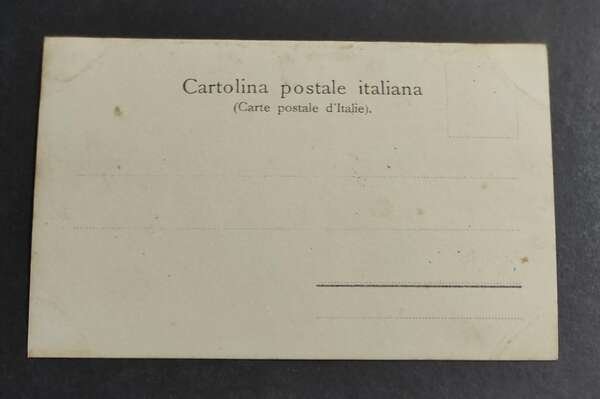 Cartolina postale italiana
(Carte postale d'Italie).